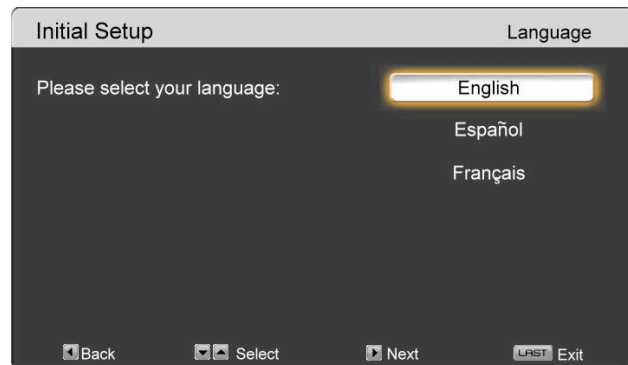 Initial Setup Language
Please select your language: English
Español
Français
Back Select Next LAST Exit